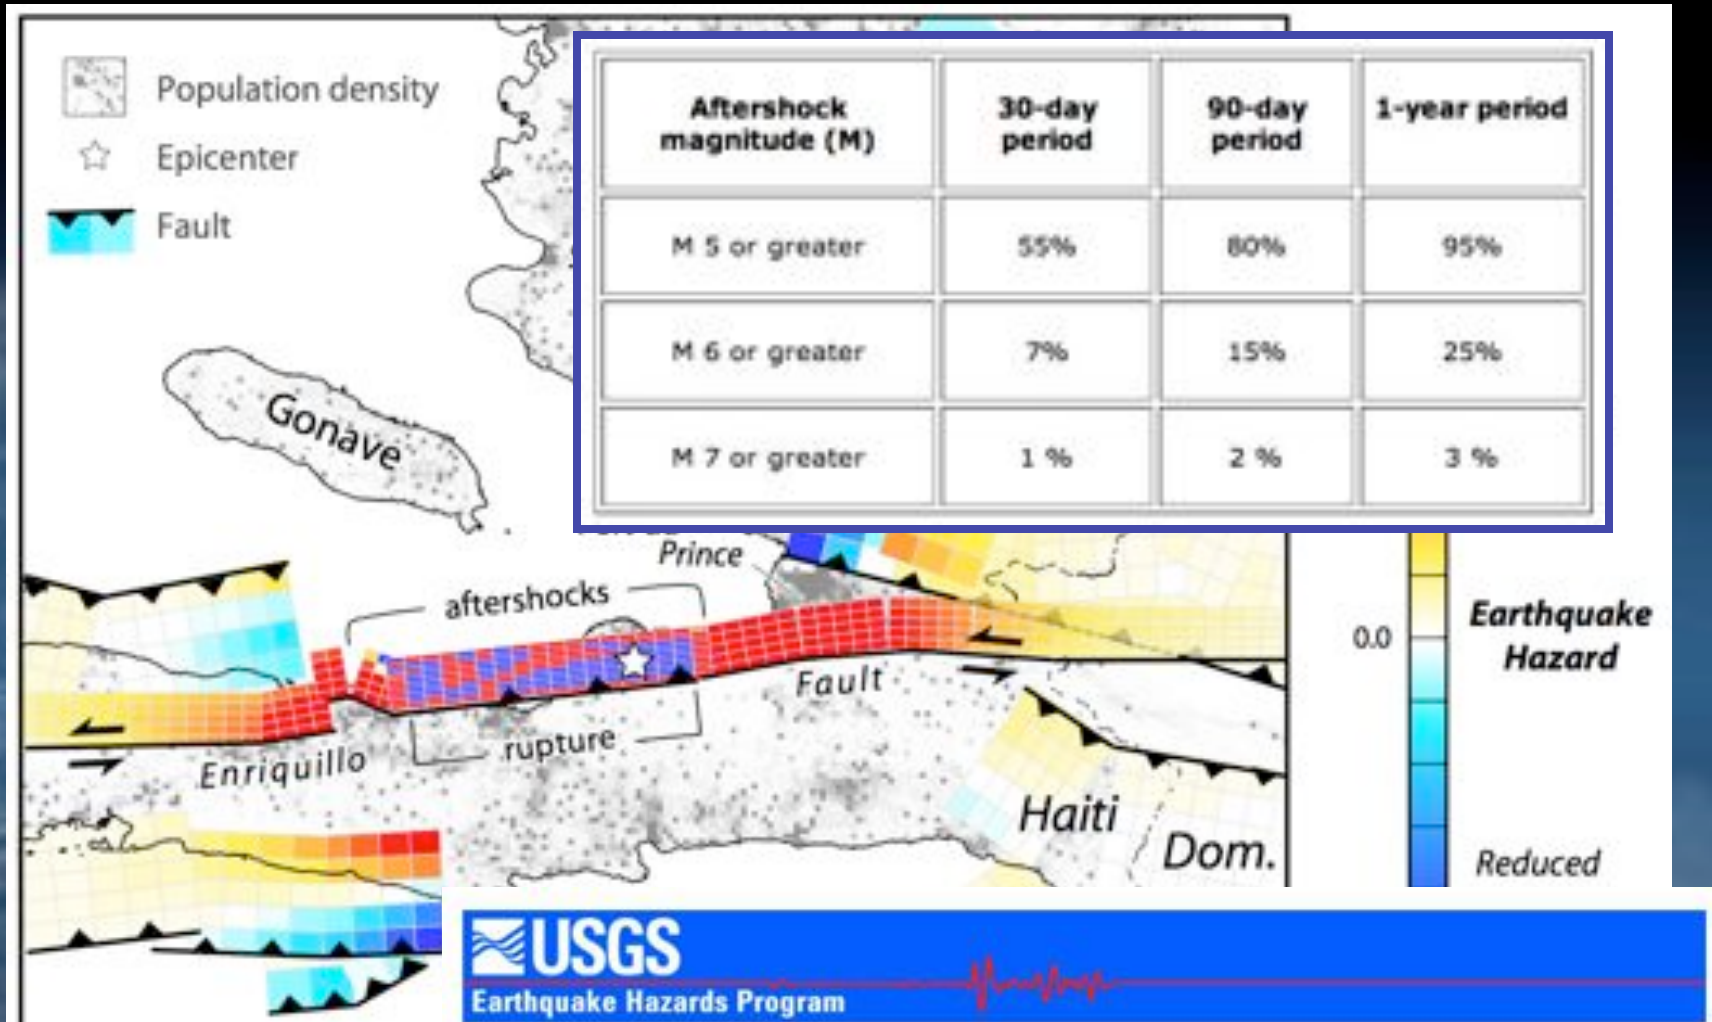 Population density
Epicenter
Fault
Aftershock magnitude (M)
30-day period
90-day period
1-year period
M 5 or greater
55%
80%
95%
M 6 or greater
7%
15%
25%
M 7 or greater
1 %
2 %
3 %
Gonave
Prince
aftershocks
0.0
Earthquake
Hazard
Fault
rupture
Enriquillo
Haiti
Dom.
Reduced
USGS
Earthquake Hazards Program